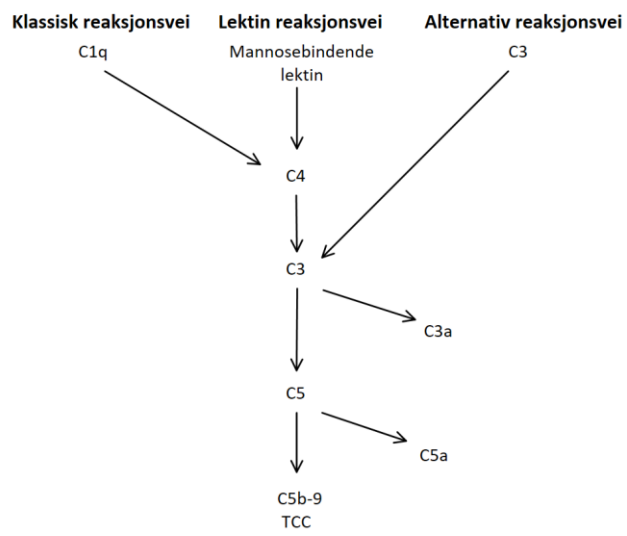 Klassisk reaksjonsvei
Lektin reaksjonsvei
Alternativ reaksjonsvei
C1q
Mannosebindende
lektin
C3
C4
C3
C3a
C5
C5a
C5b-9
TCC